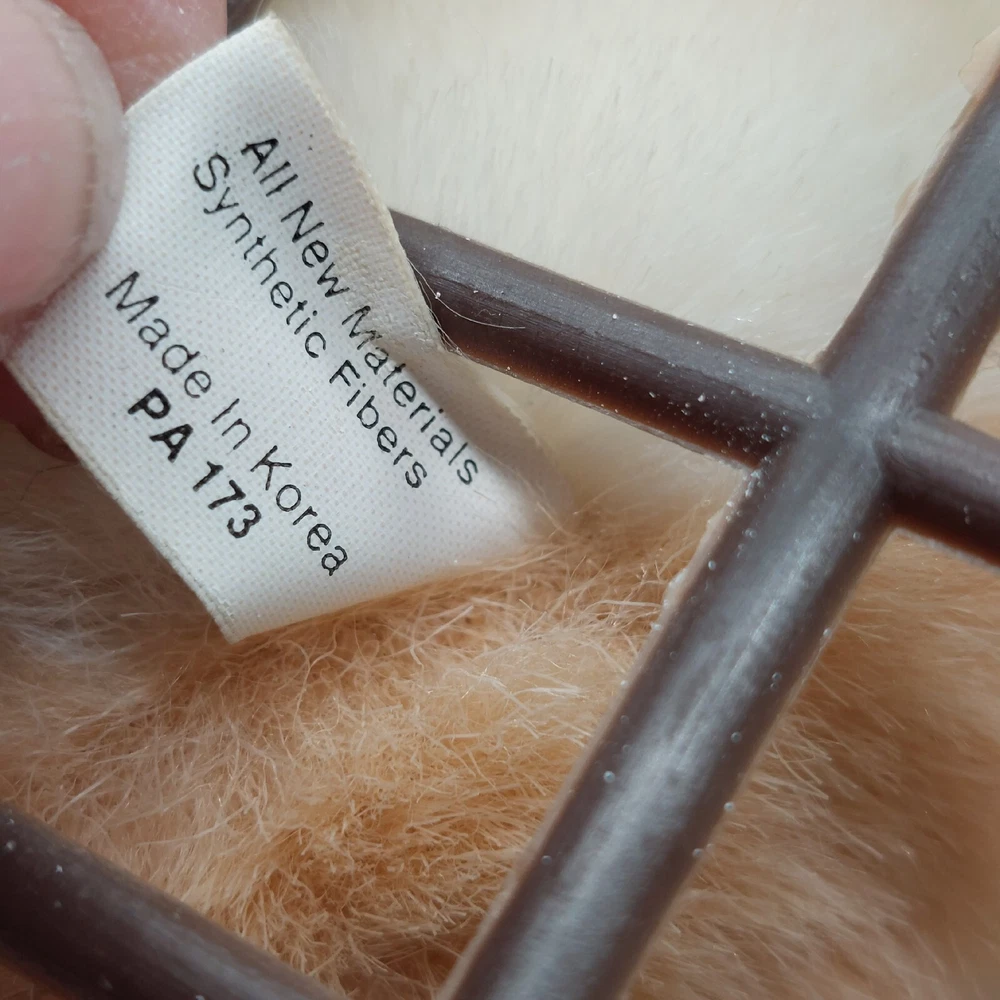 All New Materials
Synthetic Fibers
Made In Korea
PA 173